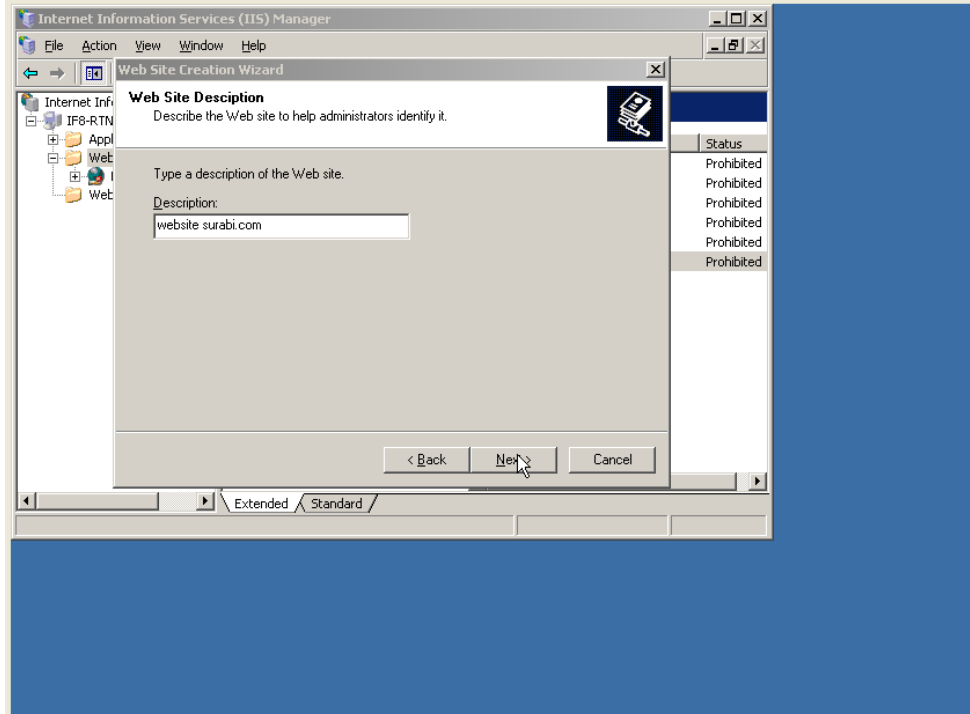 Internet Information Services (IIS) Manager
File Action View Window Help
Web Site Creation Wizard
Web Site Desciption
Describe the Web site to help administrators identify it.
Internet Inf
IF8-RTN
Appl
Web
Web
Status
Prohibited
Prohibited
Prohibited
Prohibited
Prohibited
Prohibited
Type a description of the Web site.
Description:
website surabi.com
< Back Next > Cancel
Extended Standard